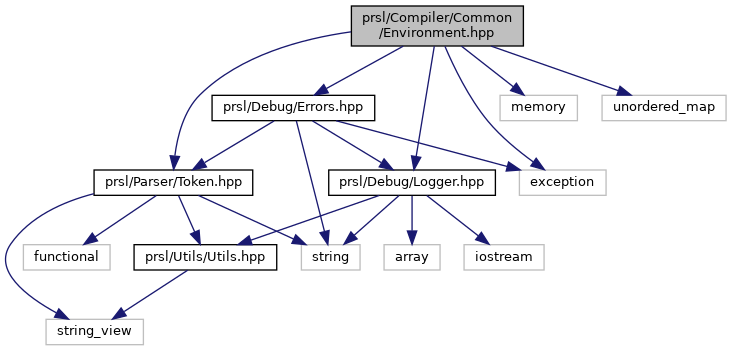 prsl/Compiler/Common
/Environment.hpp
prsl/Debug/Errors.hpp
memory
unordered_map
prsl/Parser/Token.hpp
prsl/Debug/Logger.hpp
exception
functional
prsl/Utils/Utils.hpp
string
array
iostream
string_view